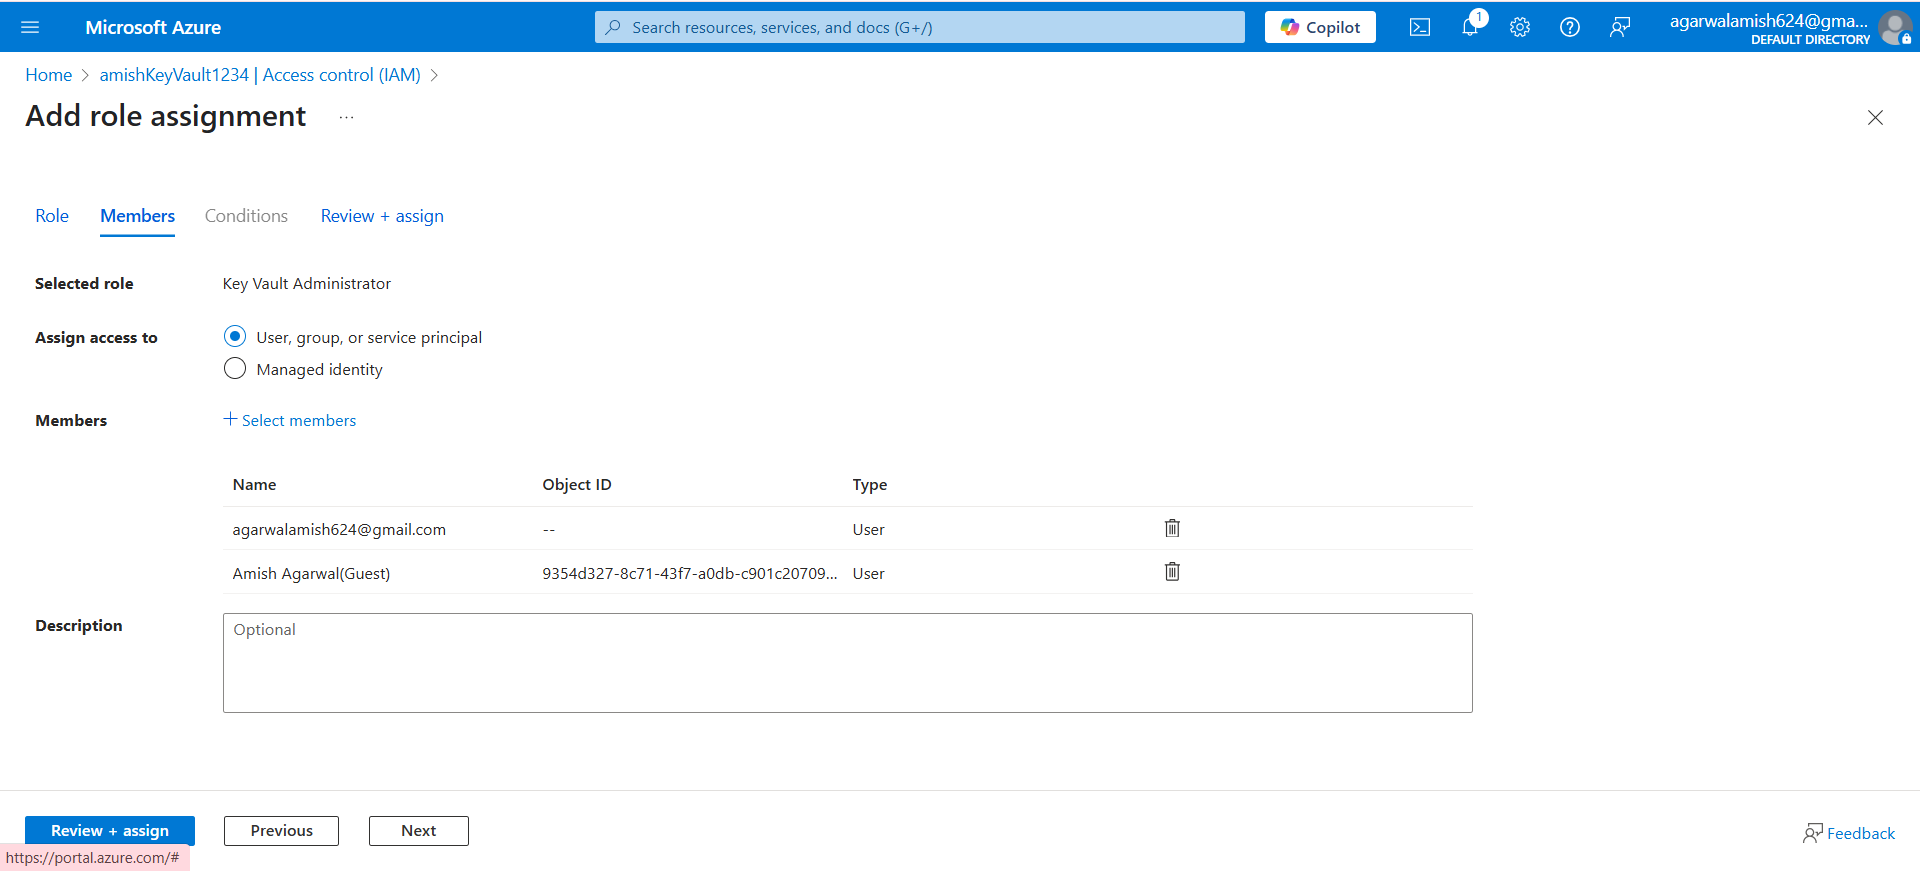 Microsoft Azure
Search resources, services, and docs (G+/)
Copilot
1
agarwalamish624@gma...
DEFAULT DIRECTORY
Home > amishKeyVault1234 | Access control (IAM) >
Add role assignment ...
Role Members Conditions Review + assign
Selected role Key Vault Administrator
Assign access to User, group, or service principal
Managed identity
Members + Select members
Name Object ID Type
agarwalamish624@gmail.com -- User
Amish Agarwal(Guest) 9354d327-8c71-43f7-a0db-c901c20709... User
Description Optional
Review + assign Previous Next
Feedback
https://portal.azure.com/#